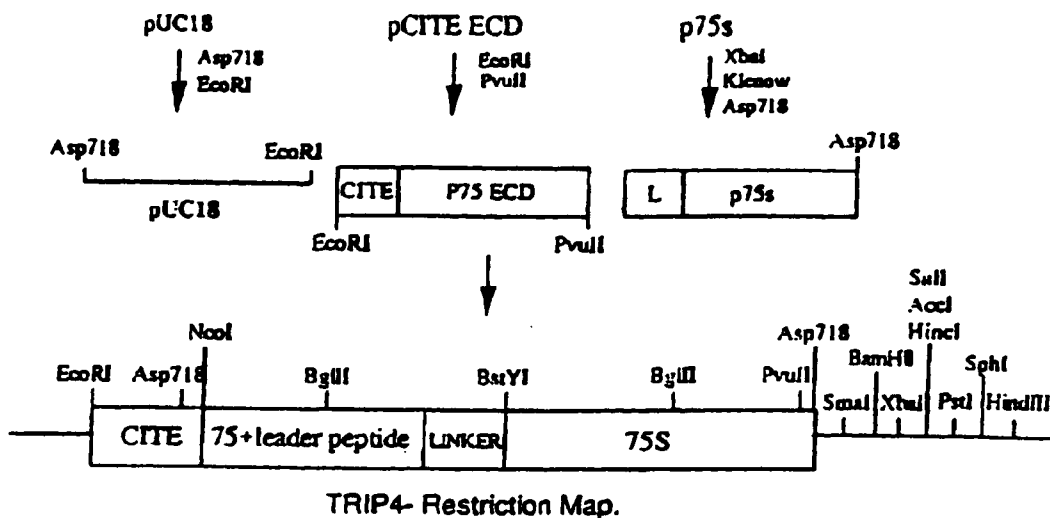 pUC18
Asp718
EcoRI
pCITE ECD
EcoRI
PvuII
p75s
XbaI
Klenow
Asp718
Asp718
EcoRI
pUC18
CITE
P75 ECD
EcoRI
PvuII
L
p75s
Asp718
EcoRI
Asp718
NcoI
BglII
BstYI
BglII
PvuII
Asp718
SmaI
BamHI
XbaI
SalI
AccI
HincI
PstI
SphI
HindIII
CITE
75+leader peptide
LINKER
75S
TRIP4- Restriction Map.